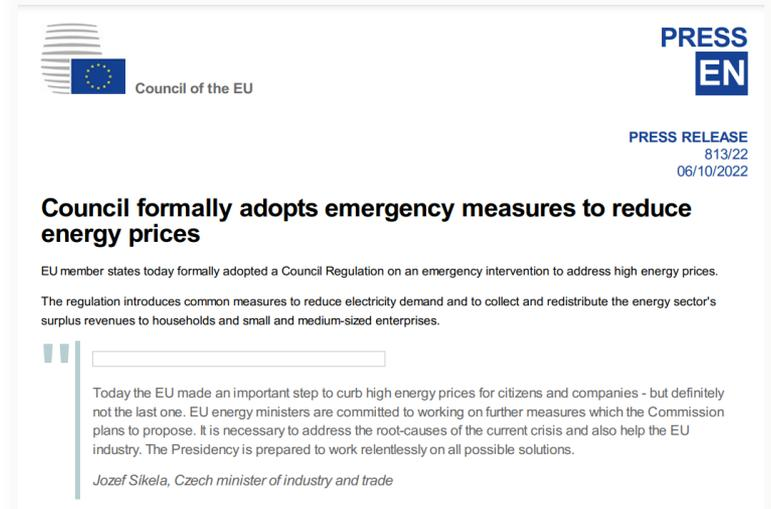 Council of the EU
PRESS
EN
PRESS RELEASE
813/22
06/10/2022
Council formally adopts emergency measures to reduce
energy prices
EU member states today formally adopted a Council Regulation on an emergency intervention to address high energy prices.
The regulation introduces common measures to reduce electricity demand and to collect and redistribute the energy sector's
surplus revenues to households and small and medium-sized enterprises.
"
Today the EU made an important step to curb high energy prices for citizens and companies - but definitely
not the last one. EU energy ministers are committed to working on further measures which the Commission
plans to propose. It is necessary to address the root-causes of the current crisis and also help the EU
industry. The Presidency is prepared to work relentlessly on all possible solutions.
Jozef Síkela, Czech minister of industry and trade